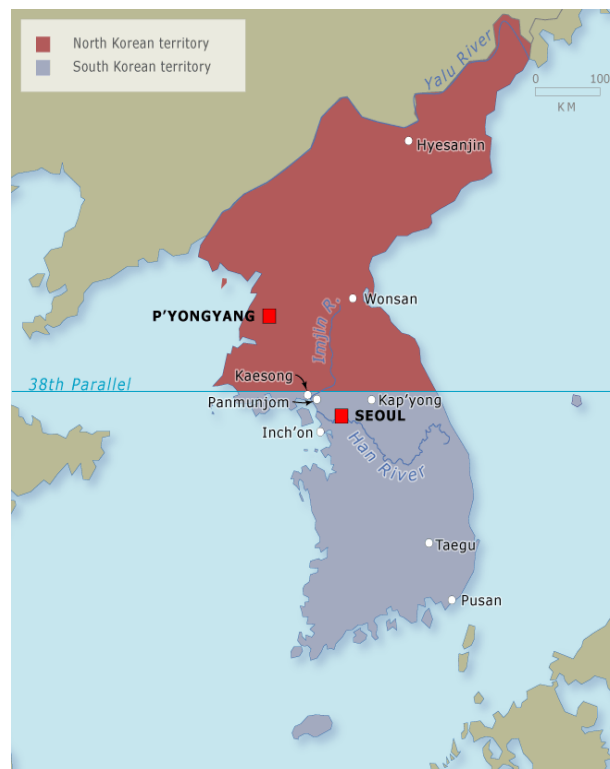 North Korean territory
South Korean territory
Yalu River
0 100
KM
Hyesanjin
Wonsan
P'YONGYANG
Imjin R.
Kaesong
38th Parallel
Panmunjom
Kap'yong
SEOUL
Inch'on
Han River
Taegu
Pusan